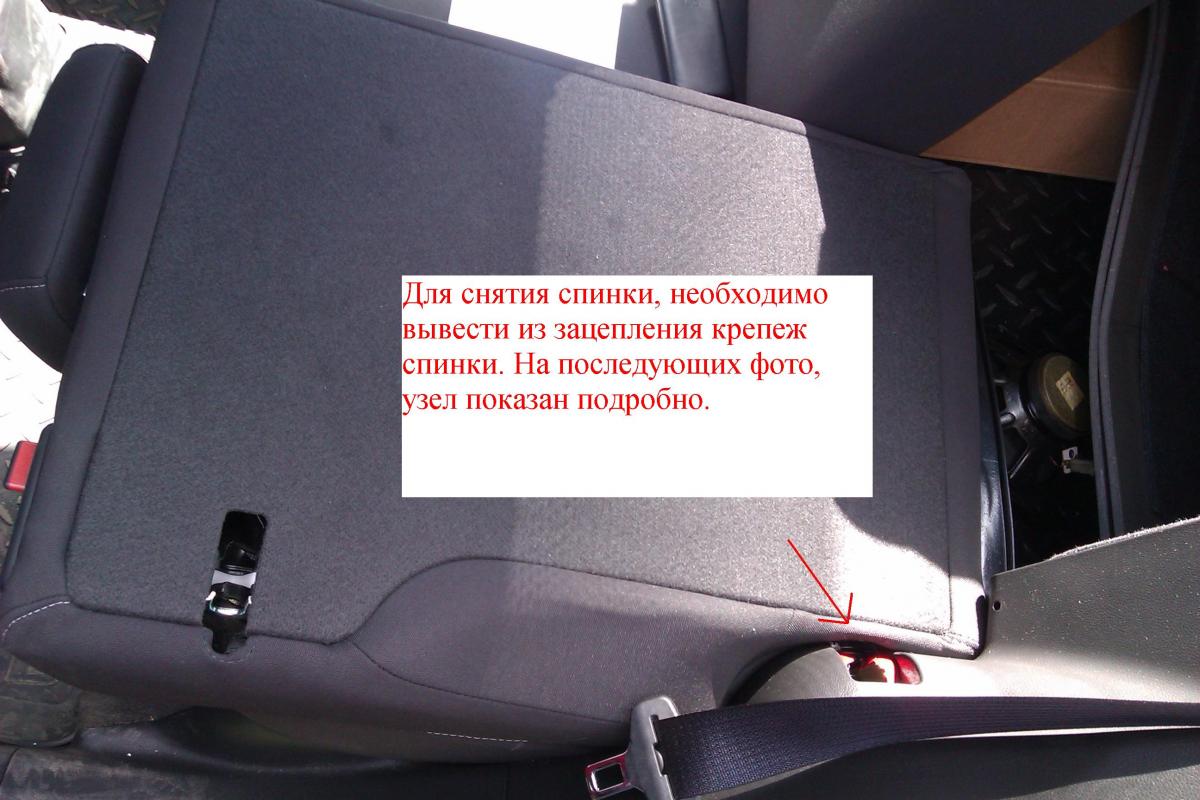 Для снятия спинки, необходимо
вывести из зацепления крепеж
спинки. На последующих фото,
узел показан подробно.